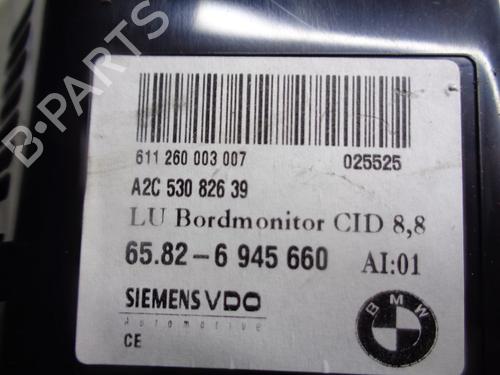 B-PARTS
611 260 003 007 025525
A2C 530 826 39
LU Bordmonitor CID 8,8
65.82-6 945 660 AI:01
SIEMENS VDO
Automotive
CE
BMW